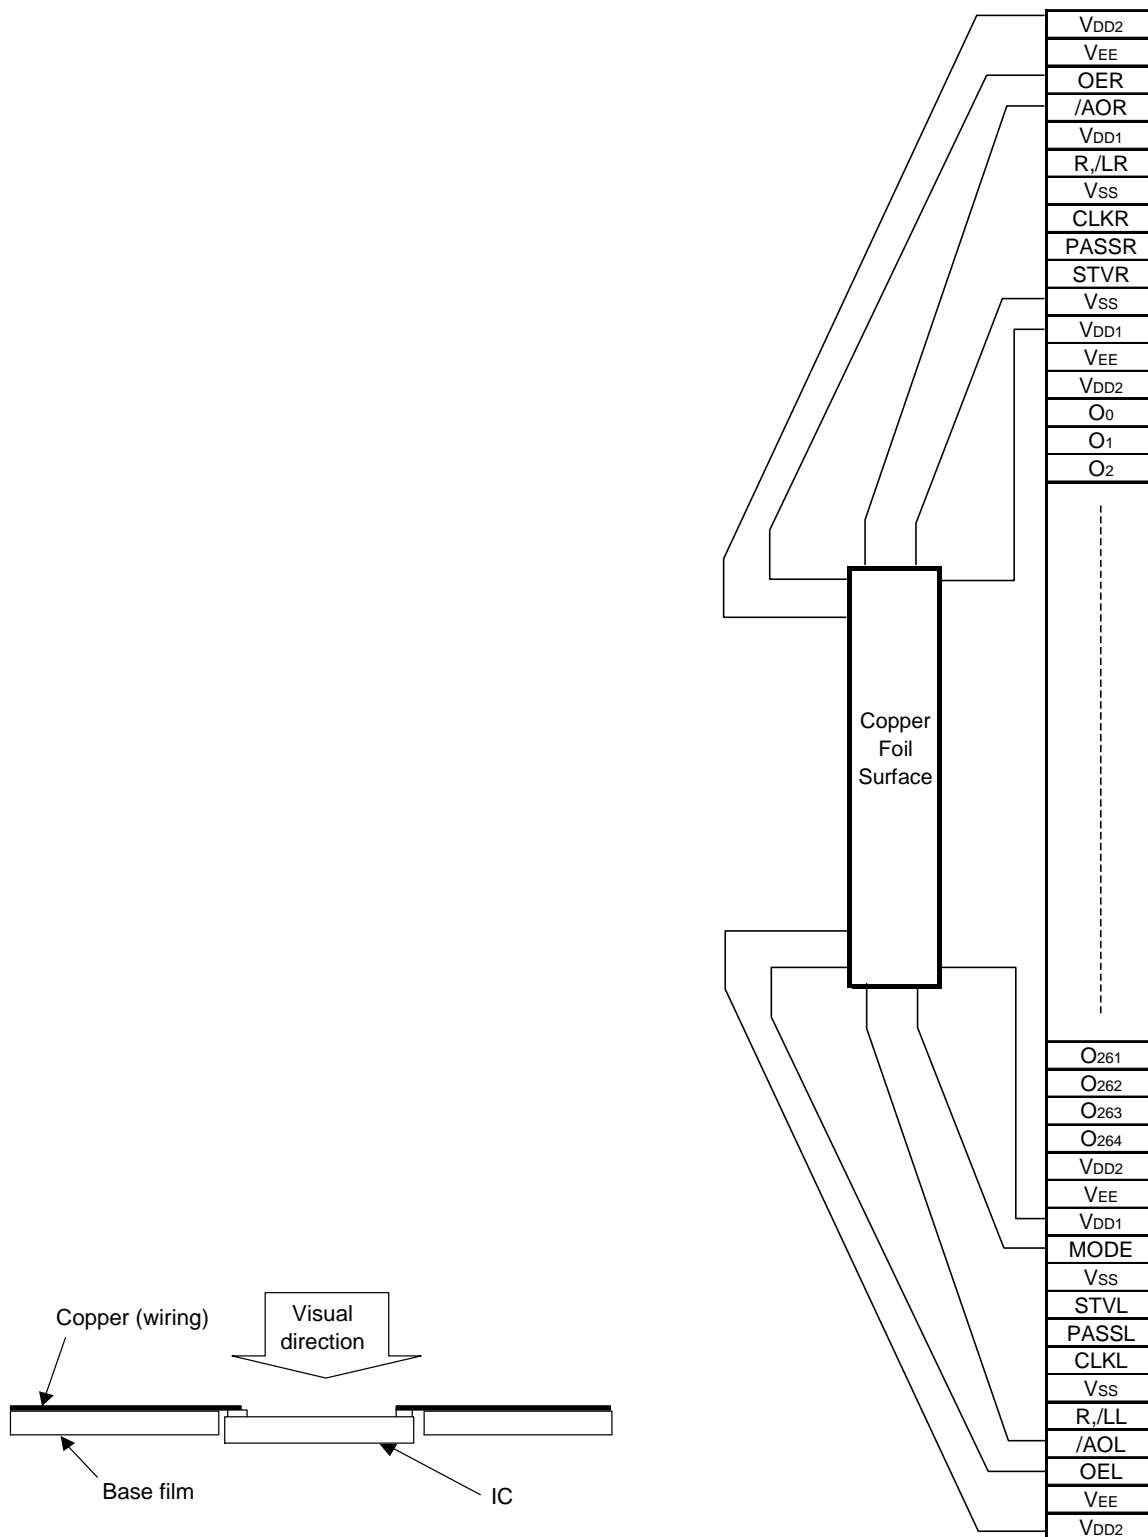 VDD2
VEE
OER
/AOR
VDD1
R,/LR
VSS
CLKR
PASSR
STVR
VSS
VDD1
VEE
VDD2
O0
O1
O2
Copper
Foil
Surface
O261
O262
O263
O264
VDD2
VEE
VDD1
MODE
VSS
STVL
PASSL
CLKL
VSS
R,/LL
/AOL
OEL
VEE
VDD2
Copper (wiring)
Visual
direction
Base film
IC